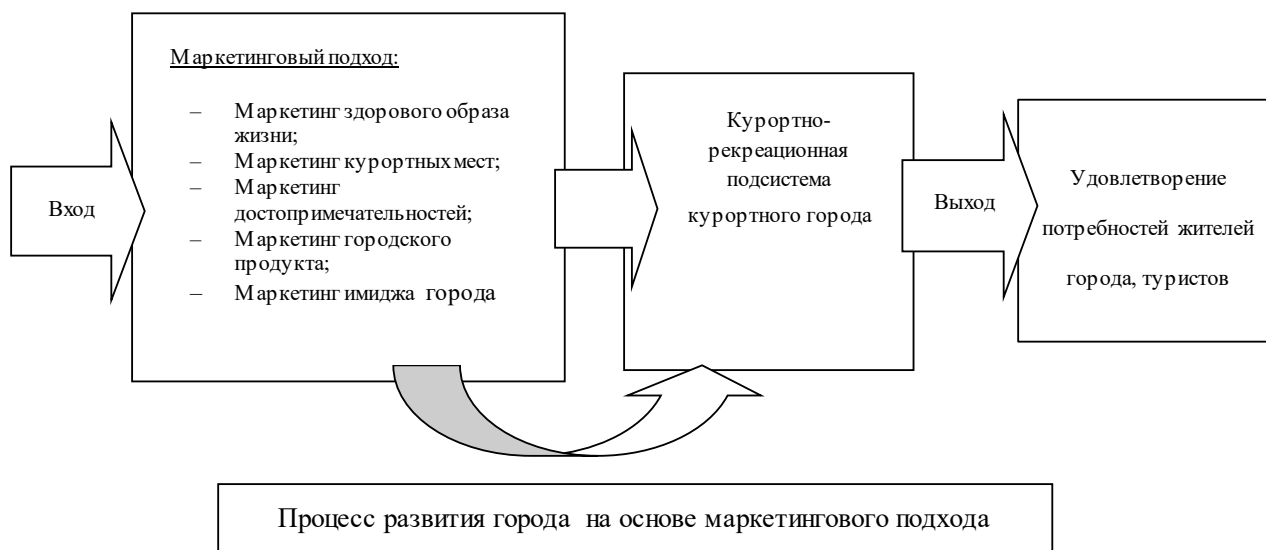 Вход
Маркетинговый подход:
– Маркетинг здорового образа
жизни;
– Маркетинг курортных мест;
– Маркетинг
достопримечательностей;
– Маркетинг городского
продукта;
– Маркетинг имиджа города
Курортно-
рекреационная
подсистема
курортного города
Выход
Удовлетворение
потребностей жителей
города, туристов
Процесс развития города на основе маркетингового подхода